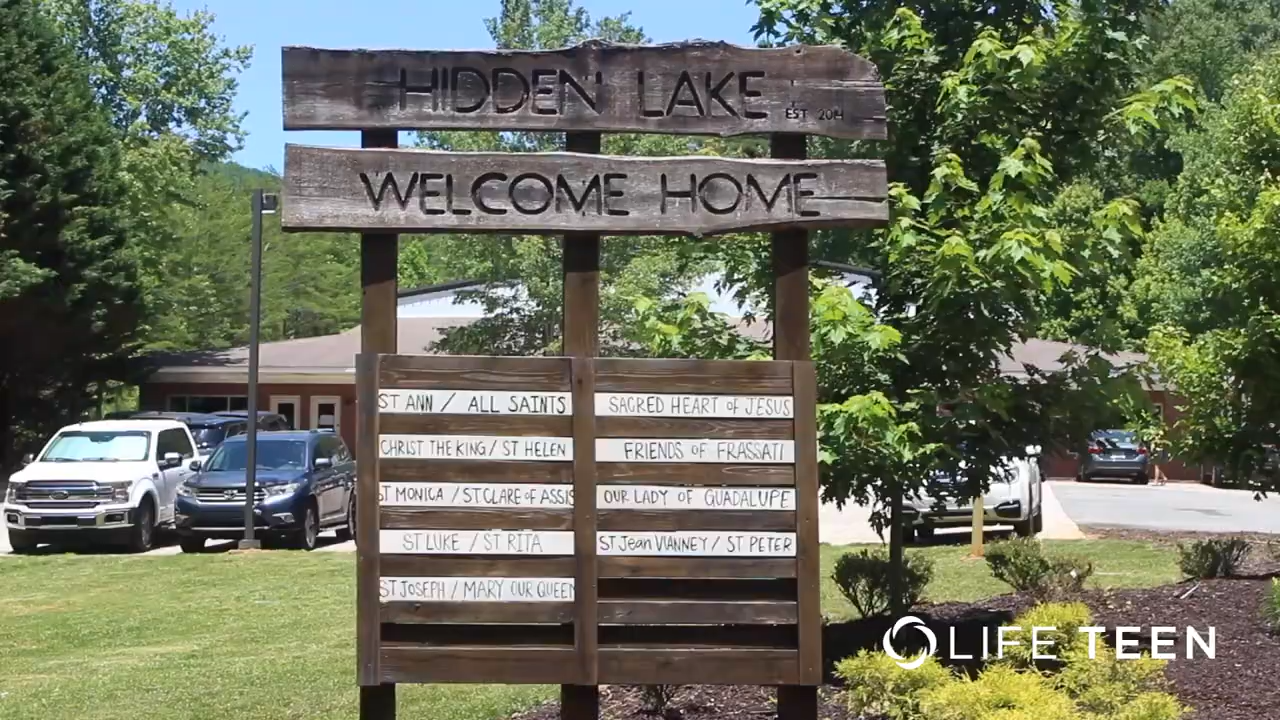 HIDDEN LAKE
EST 2014
WELCOME HOME
ST ANN / ALL SAINTS
CHRIST THE KING / ST HELEN
ST MONICA / ST CLARE OF ASSIS
ST LUKE / ST RITA
ST JOSEPH / MARY OUR QUEEN
SACRED HEART of JESUS
FRIENDS OF FRASSATI
OUR LADY OF GUADALUPE
ST Jean VIANNEY / ST PETER
LIFE TEEN